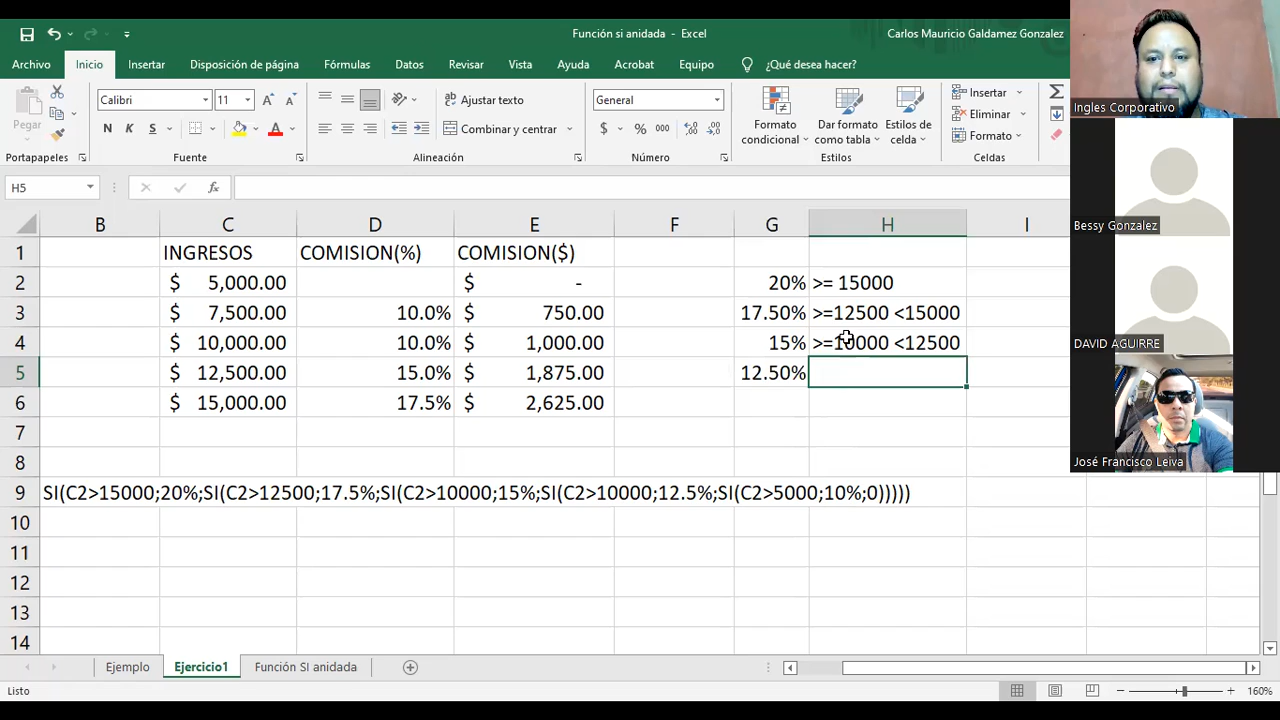 Función si anidada - Excel
Carlos Mauricio Galdamez Gonzalez
Archivo Inicio Insertar Disposición de página Fórmulas Datos Revisar Vista Ayuda Acrobat Equipo ¿Qué desea hacer?
Pegar
Calibri 11
N K S
Ajustar texto
Combinar y centrar
General
$ % 000
Formato condicional
Dar formato como tabla
Estilos de celda
Insertar
Eliminar
Formato
Portapapeles Fuente Alineación Número Estilos Celdas
H5 fx
B C D E F G H I
1 INGRESOS COMISION(%) COMISION($)
2 $ 5,000.00 $ - 20% >= 15000
3 $ 7,500.00 10.0% $ 750.00 17.50% >=12500 <15000
4 $ 10,000.00 10.0% $ 1,000.00 15% >=10000 <12500
5 $ 12,500.00 15.0% $ 1,875.00 12.50%
6 $ 15,000.00 17.5% $ 2,625.00
7
8
9 SI(C2>15000;20%;SI(C2>12500;17.5%;SI(C2>10000;15%;SI(C2>10000;12.5%;SI(C2>5000;10%;0)))))
10
11
12
13
14
Ejemplo Ejercicio1 Función SI anidada
Listo
160%
Ingles Corporativo
Bessy Gonzalez
DAVID AGUIRRE
José Francisco Leiva